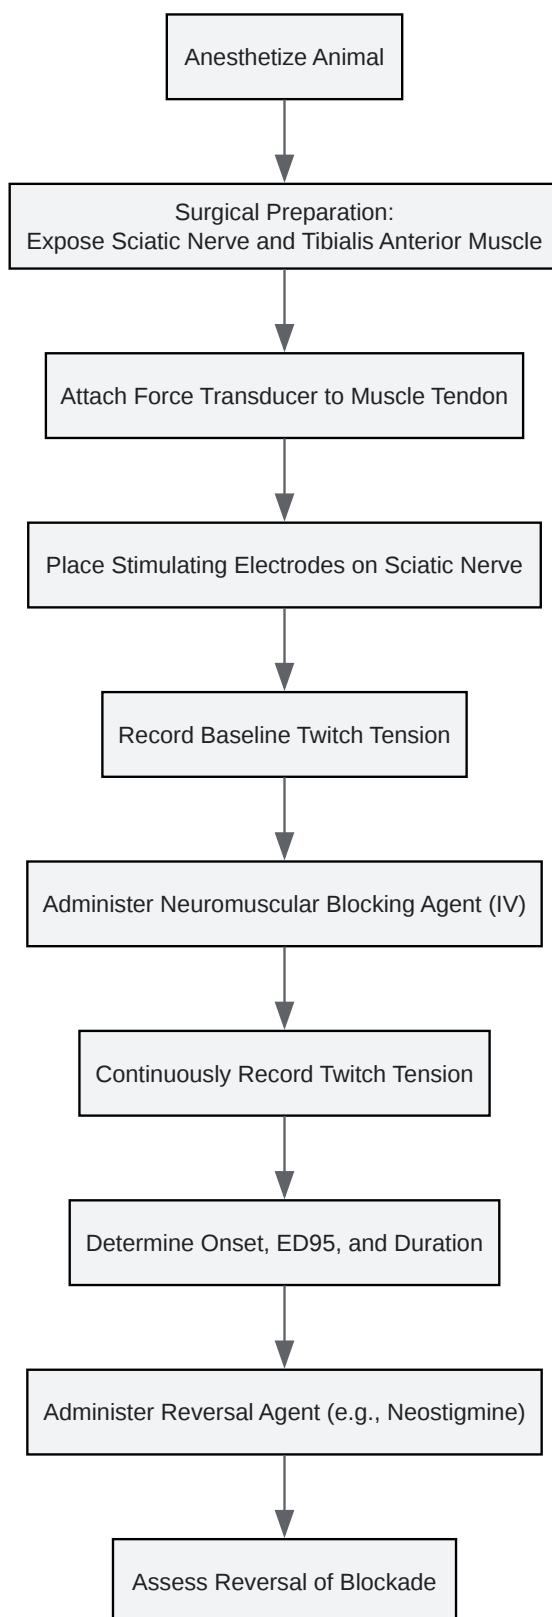 Anesthetize Animal
Surgical Preparation:
Expose Sciatic Nerve and Tibialis Anterior Muscle
Attach Force Transducer to Muscle Tendon
Place Stimulating Electrodes on Sciatic Nerve
Record Baseline Twitch Tension
Administer Neuromuscular Blocking Agent (IV)
Continuously Record Twitch Tension
Determine Onset, ED95, and Duration
Administer Reversal Agent (e.g., Neostigmine)
Assess Reversal of Blockade